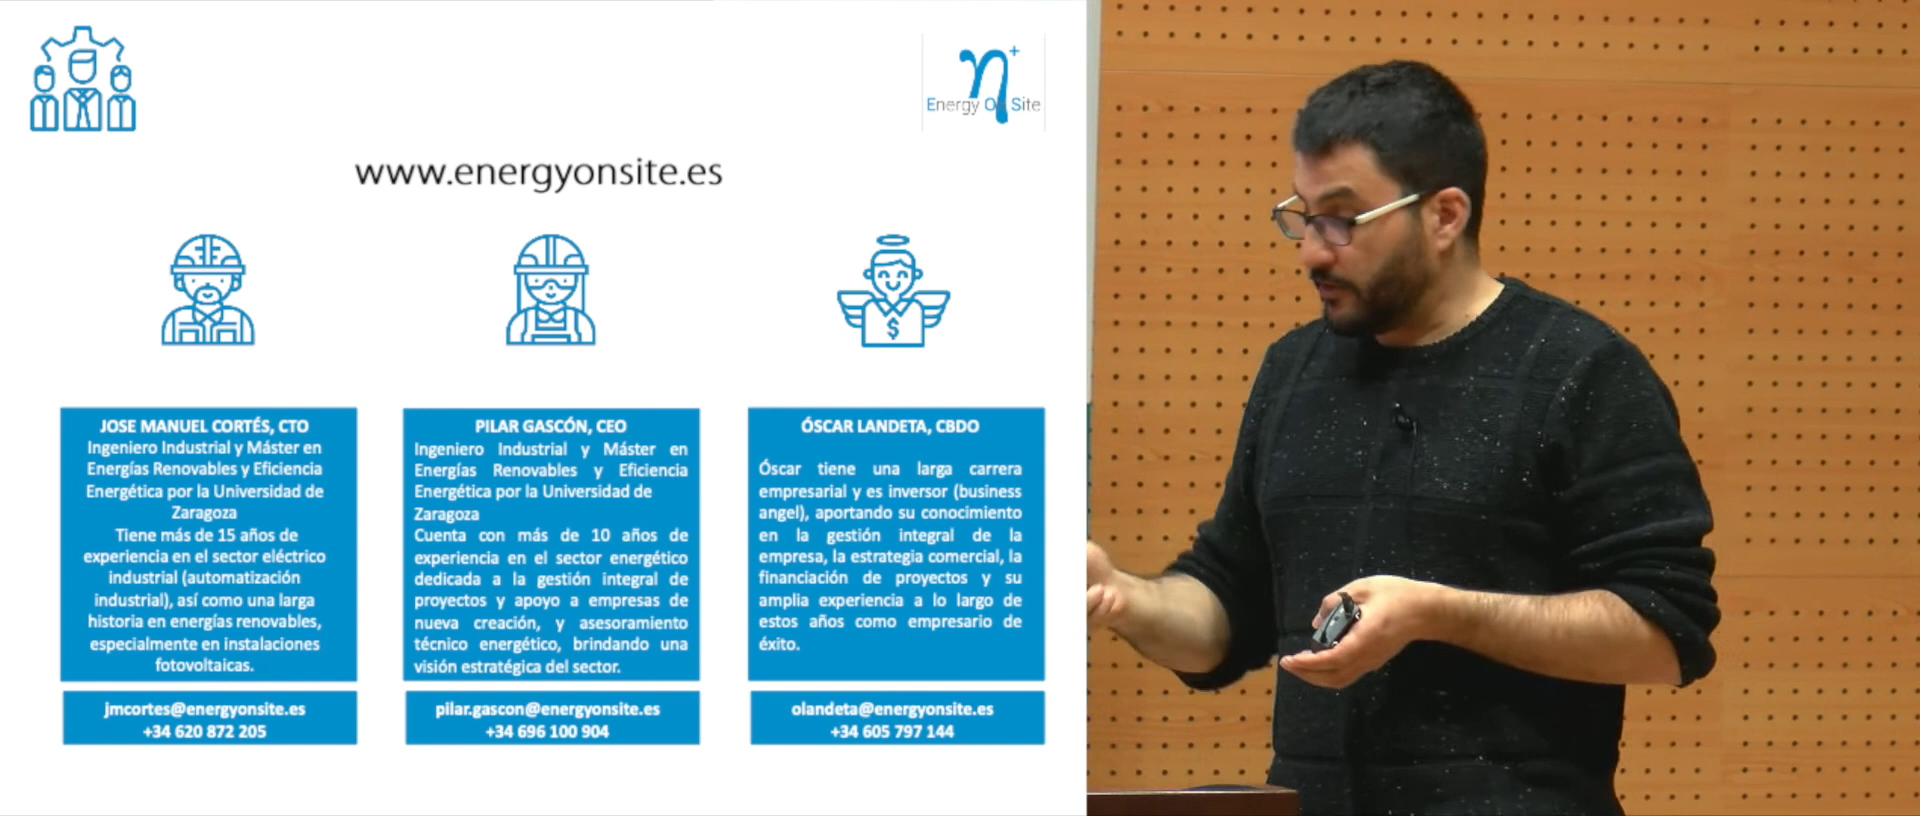 Energy On Site
www.energyonsite.es
JOSE MANUEL CORTÉS, CTO
Ingeniero Industrial y Máster en
Energías Renovables y Eficiencia
Energética por la Universidad de
Zaragoza
Tiene más de 15 años de
experiencia en el sector eléctrico
industrial (automatización
industrial), así como una larga
historia en energías renovables,
especialmente en instalaciones
fotovoltaicas.
jmcortes@energyonsite.es
+34 620 872 205
PILAR GASCÓN, CEO
Ingeniero Industrial y Máster en
Energías Renovables y Eficiencia
Energética por la Universidad de
Zaragoza
Cuenta con más de 10 años de
experiencia en el sector energético
dedicada a la gestión integral de
proyectos y apoyo a empresas de
nueva creación, y asesoramiento
técnico energético, brindando una
visión estratégica del sector.
pilar.gascon@energyonsite.es
+34 696 100 904
ÓSCAR LANDETA, CBDO
Óscar tiene una larga carrera
empresarial y es inversor (business
angel), aportando su conocimiento
en la gestión integral de la
empresa, la estrategia comercial, la
financiación de proyectos y su
amplia experiencia a lo largo de
estos años como empresario de
éxito.
olandeta@energyonsite.es
+34 605 797 144